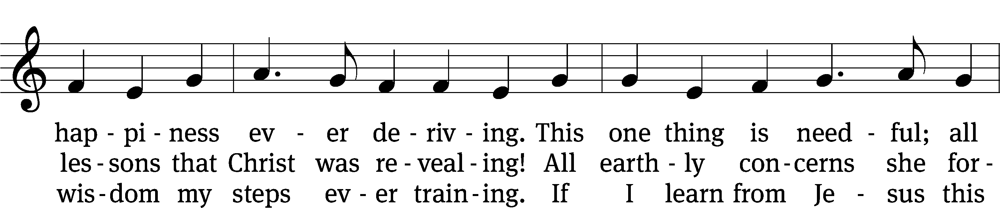 hap - pi - ness ev - er de - riv - ing. This one thing is need - ful; all
les - sons that Christ was re - veal - ing! All earth - ly con - cerns she for -
wis - dom my steps ev - er train - ing. If I learn from Je - sus this